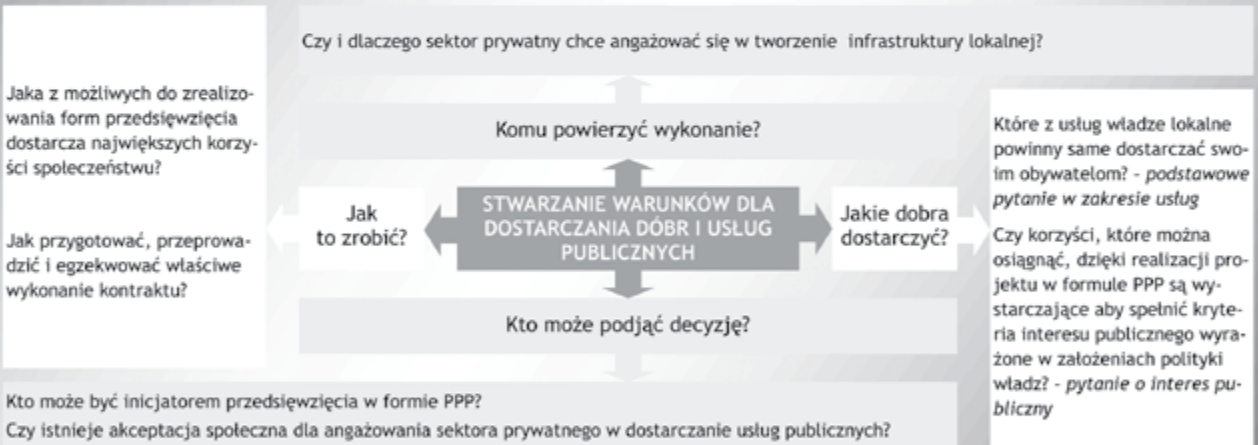 Czy i dlaczego sektor prywatny chce angażować się w tworzenie infrastruktury lokalnej?
Jaka z możliwych do zrealizo-
wania form przedsięwzięcia
dostarcza największych korzy-
ści społeczeństwu?
Jak przygotować, przeprowa-
dzić i egzekwować właściwe
wykonanie kontraktu?
Komu powierzyć wykonanie?
Jak
to zrobić?
STWARZANIE WARUNKÓW DLA
DOSTARCZANIA DÓBR I USŁUG
PUBLICZNYCH
Jakie dobra
dostarczyć?
Kto może podjąć decyzję?
Które z usług władze lokalne
powinny same dostarczać swo-
im obywatelom? - podstawowe
pytanie w zakresie usług
Czy korzyści, które można
osiągnąć, dzięki realizacji pro-
jektu w formule PPP są wy-
starczające aby spełnić kryte-
ria interesu publicznego wyra-
żone w założeniach polityki
władz? - pytanie o interes pu-
bliczny
Kto może być inicjatorem przedsięwzięcia w formie PPP?
Czy istnieje akceptacja społeczna dla angażowania sektora prywatnego w dostarczanie usług publicznych?